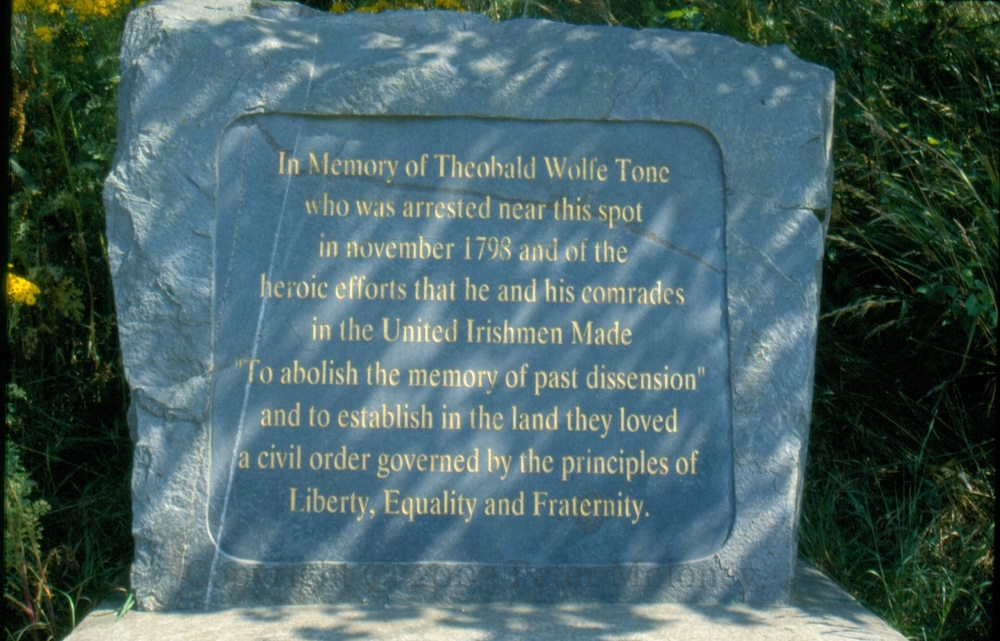 In Memory of Theobald Wolfe Tone
who was arrested near this spot
in november 1798 and of the
heroic efforts that he and his comrades
in the United Irishmen Made
"To abolish the memory of past dissension"
and to establish in the land they loved
a civil order governed by the principles of
Liberty, Equality and Fraternity.
Copyright ©